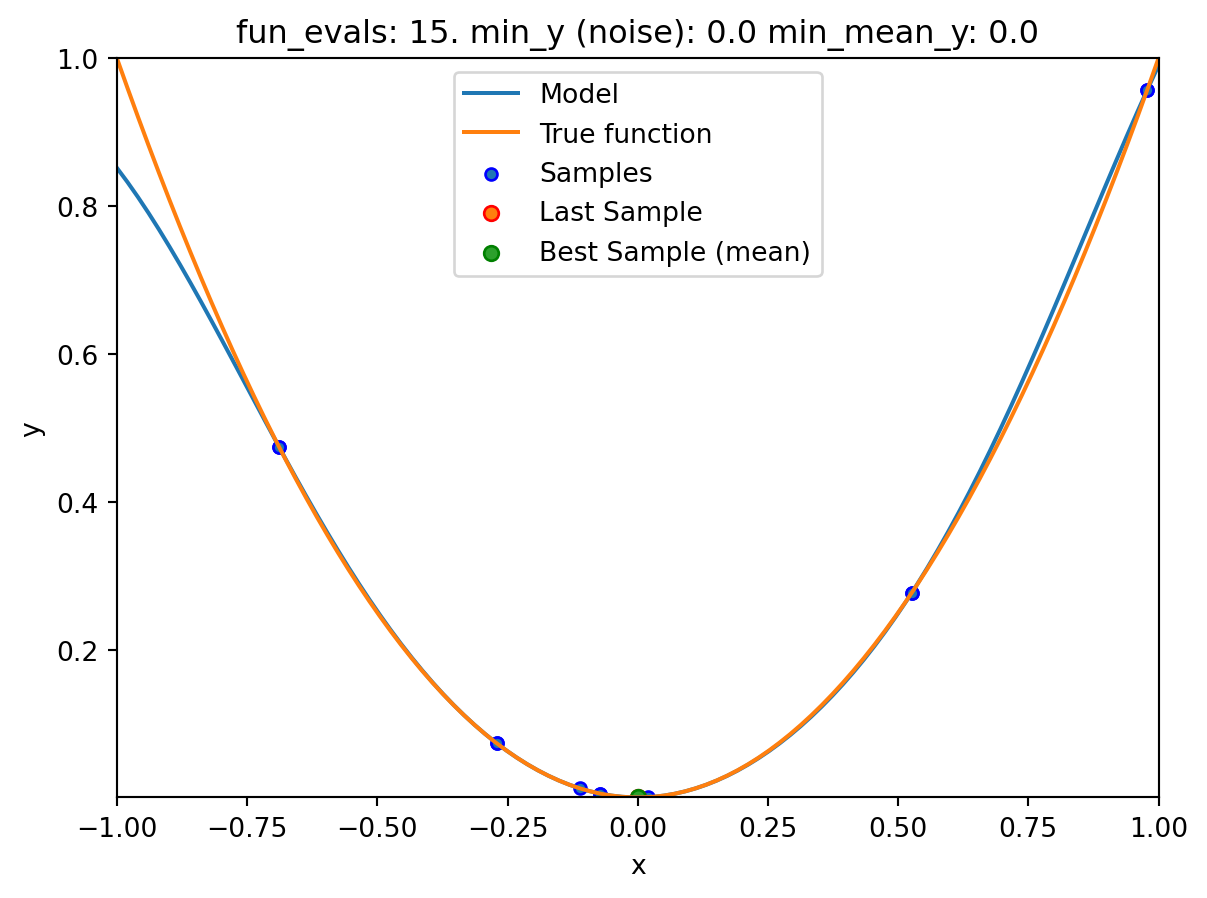 fun_evals: 15. min_y (noise): 0.0 min_mean_y: 0.0
Model
True function
Samples
Last Sample
Best Sample (mean)
1.0
0.8
0.6
0.4
0.2
y
−1.00 −0.75 −0.50 −0.25 0.00 0.25 0.50 0.75 1.00
x